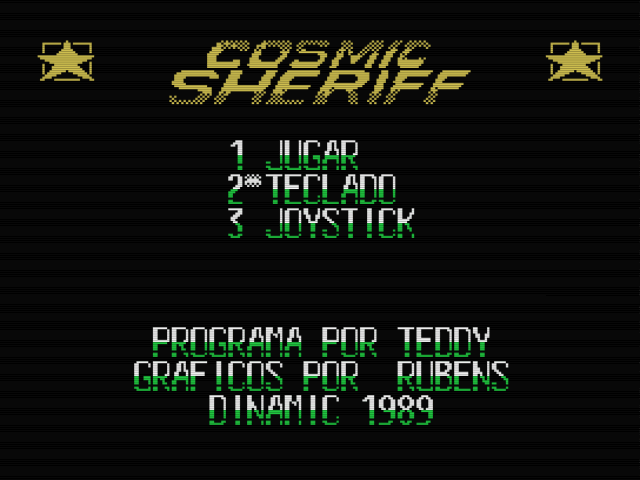 COSMIC
SHERIFF
1 JUGAR
2*TECLADO
3 JOYSTICK
PROGRAMA POR TEDDY
GRAFICOS POR RUBENS
DINAMIC 1989